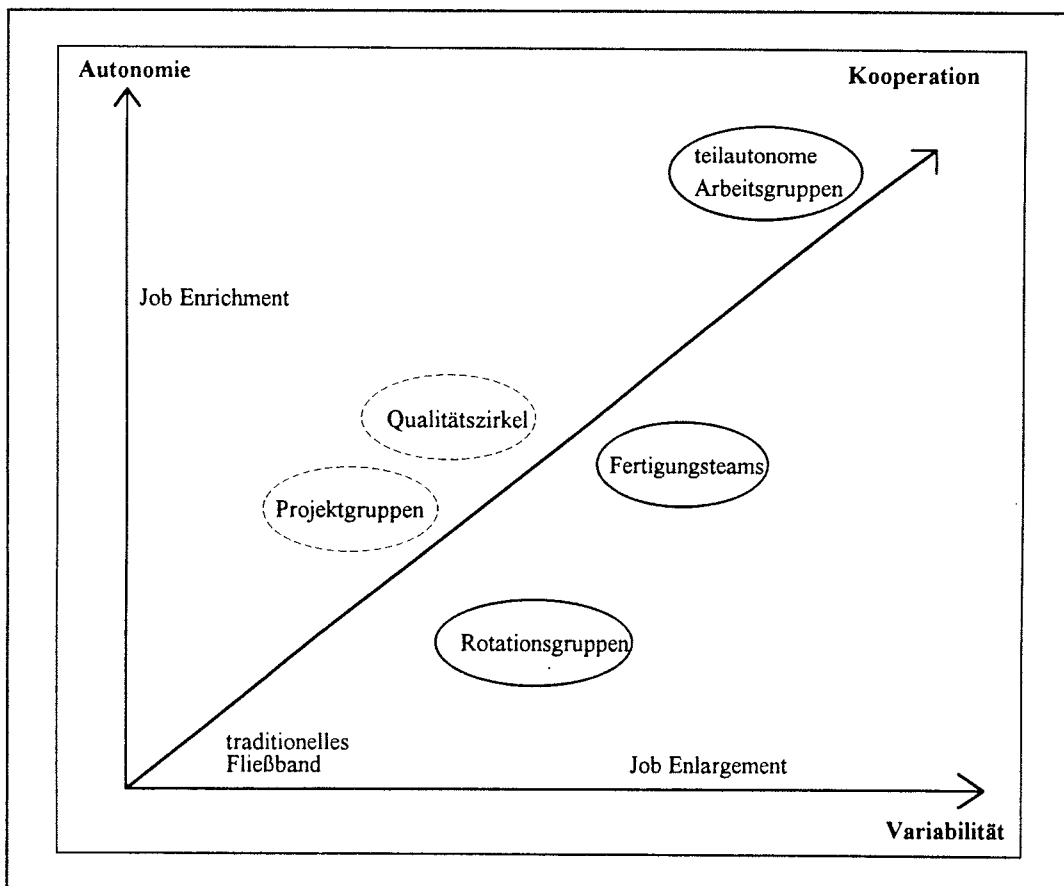 Autonomie
Kooperation
teilautonome
Arbeitsgruppen
Job Enrichment
Qualitätszirkel
Fertigungsteams
Projektgruppen
Rotationsgruppen
traditionelles
Fließband
Job Enlargement
Variabilität